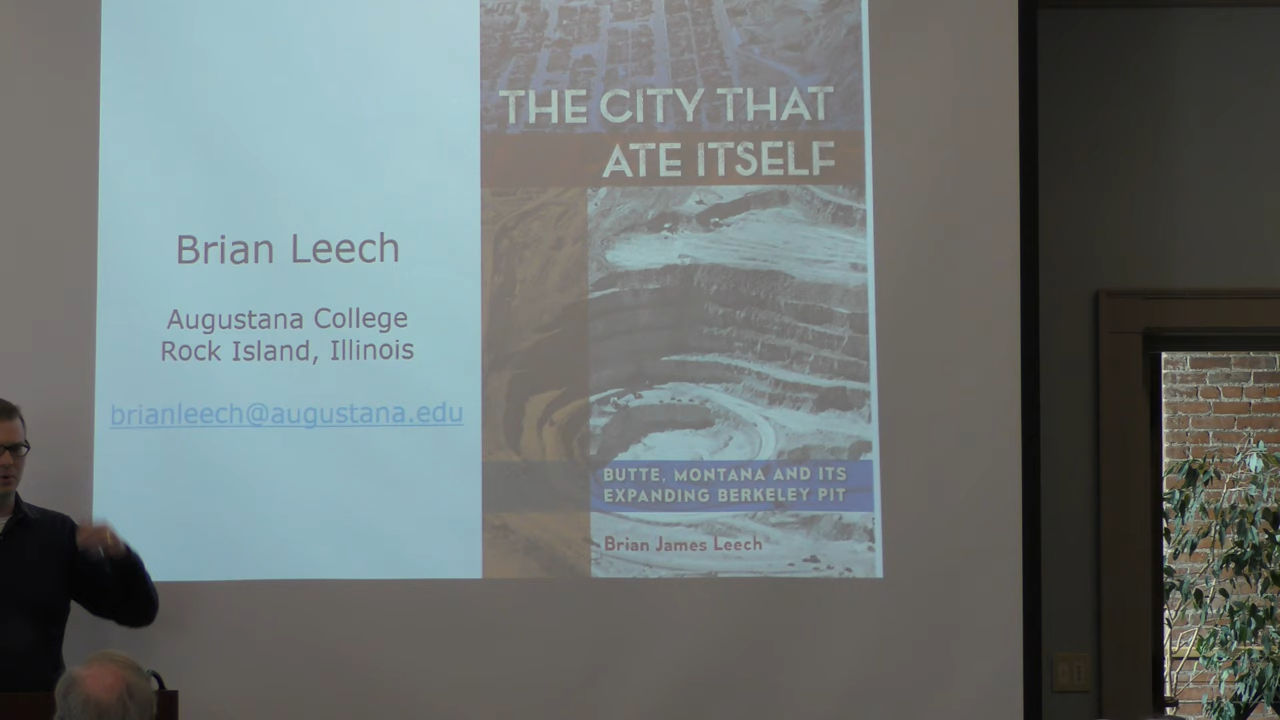 Brian Leech
Augustana College
Rock Island, Illinois
brianleech@augustana.edu
THE CITY THAT
ATE ITSELF
BUTTE, MONTANA AND ITS
EXPANDING BERKELEY PIT
Brian James Leech